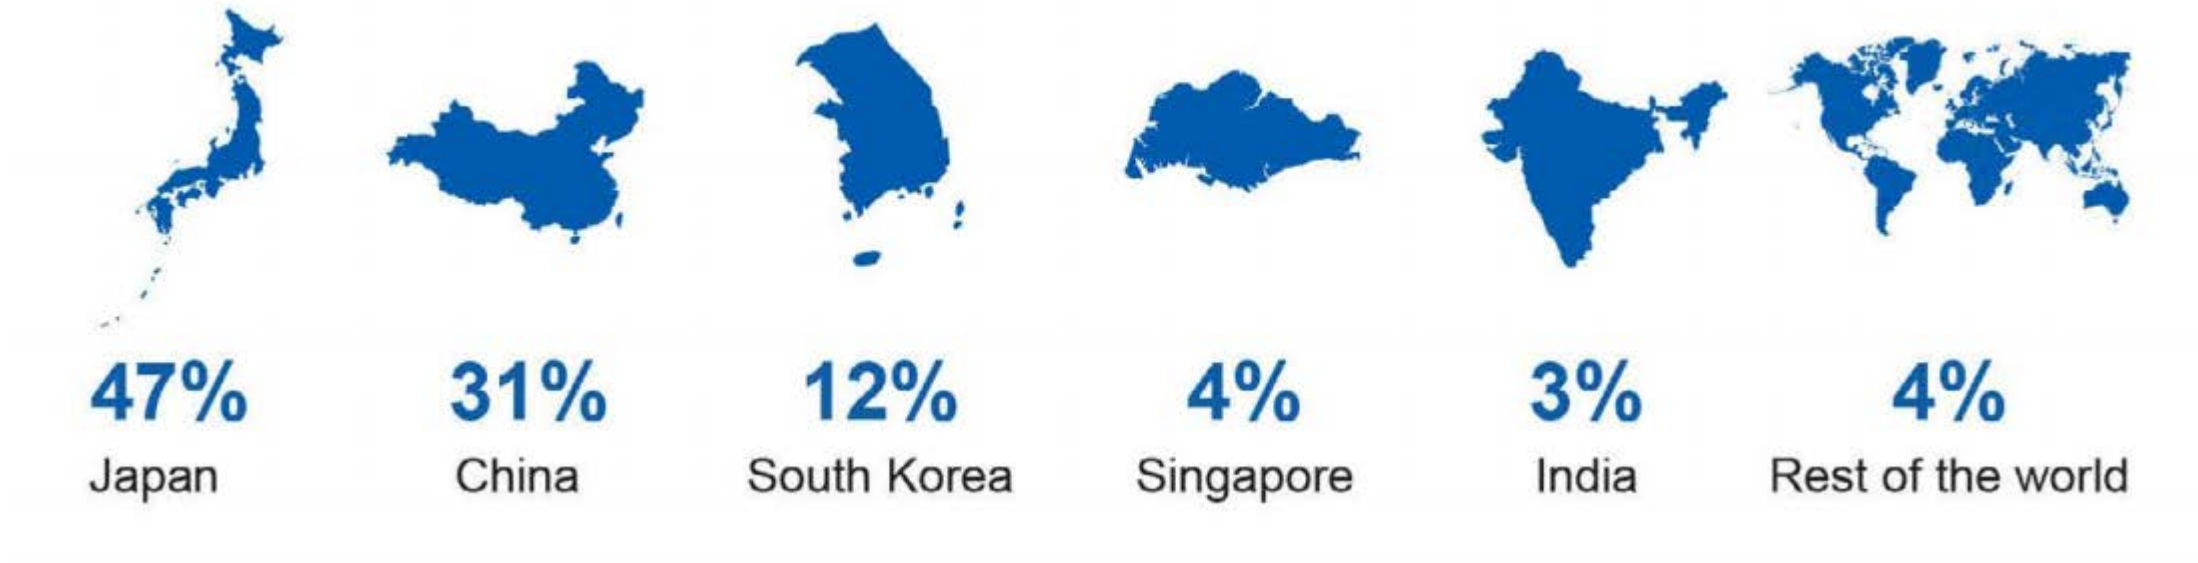 47% 31% 12% 4% 3% 4%
Japan China South Korea Singapore India Rest of the world